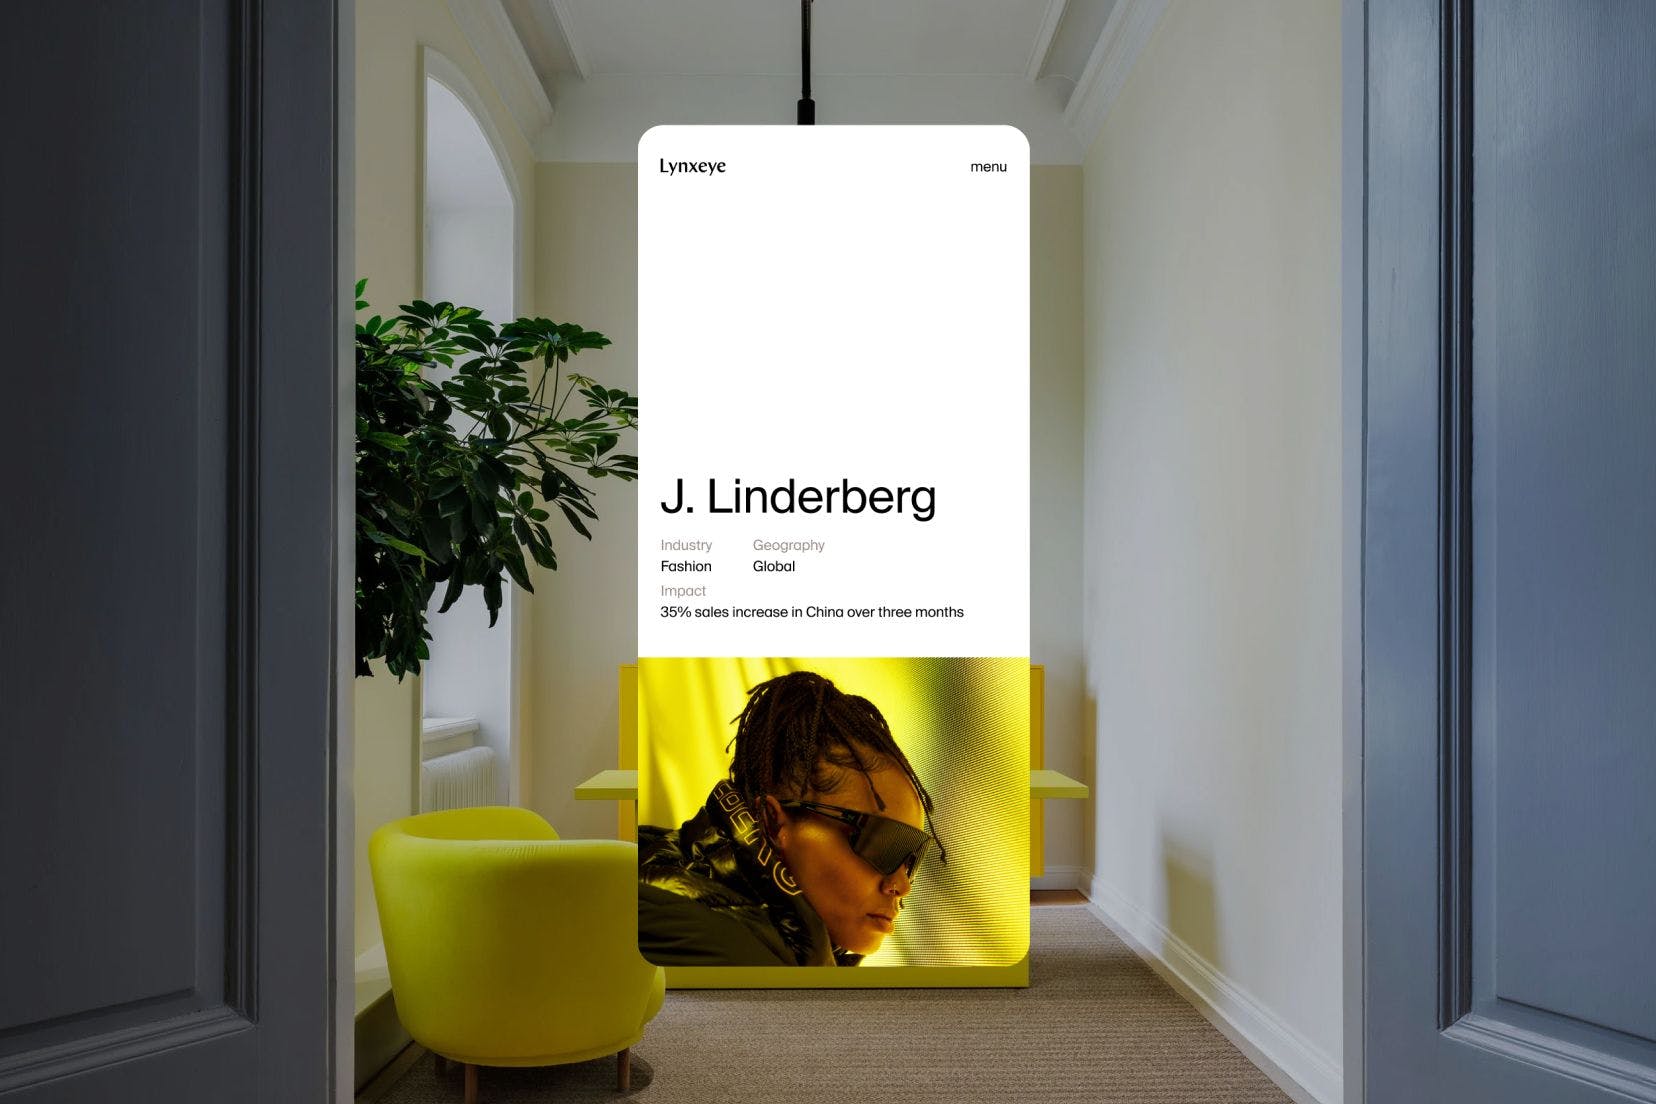 Lynxeye
menu
J. Linderberg
Industry Geography
Fashion Global
Impact
35% sales increase in China over three months